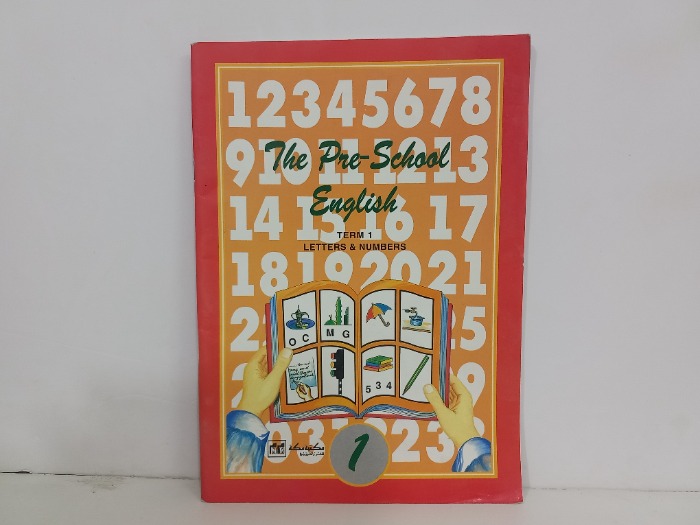 12345678
9 10 11 12 13
The Pre-School
English
14 15 16 17
TERM 1
LETTERS & NUMBERS
18 19 20 21
O C M G
5 3 4
1